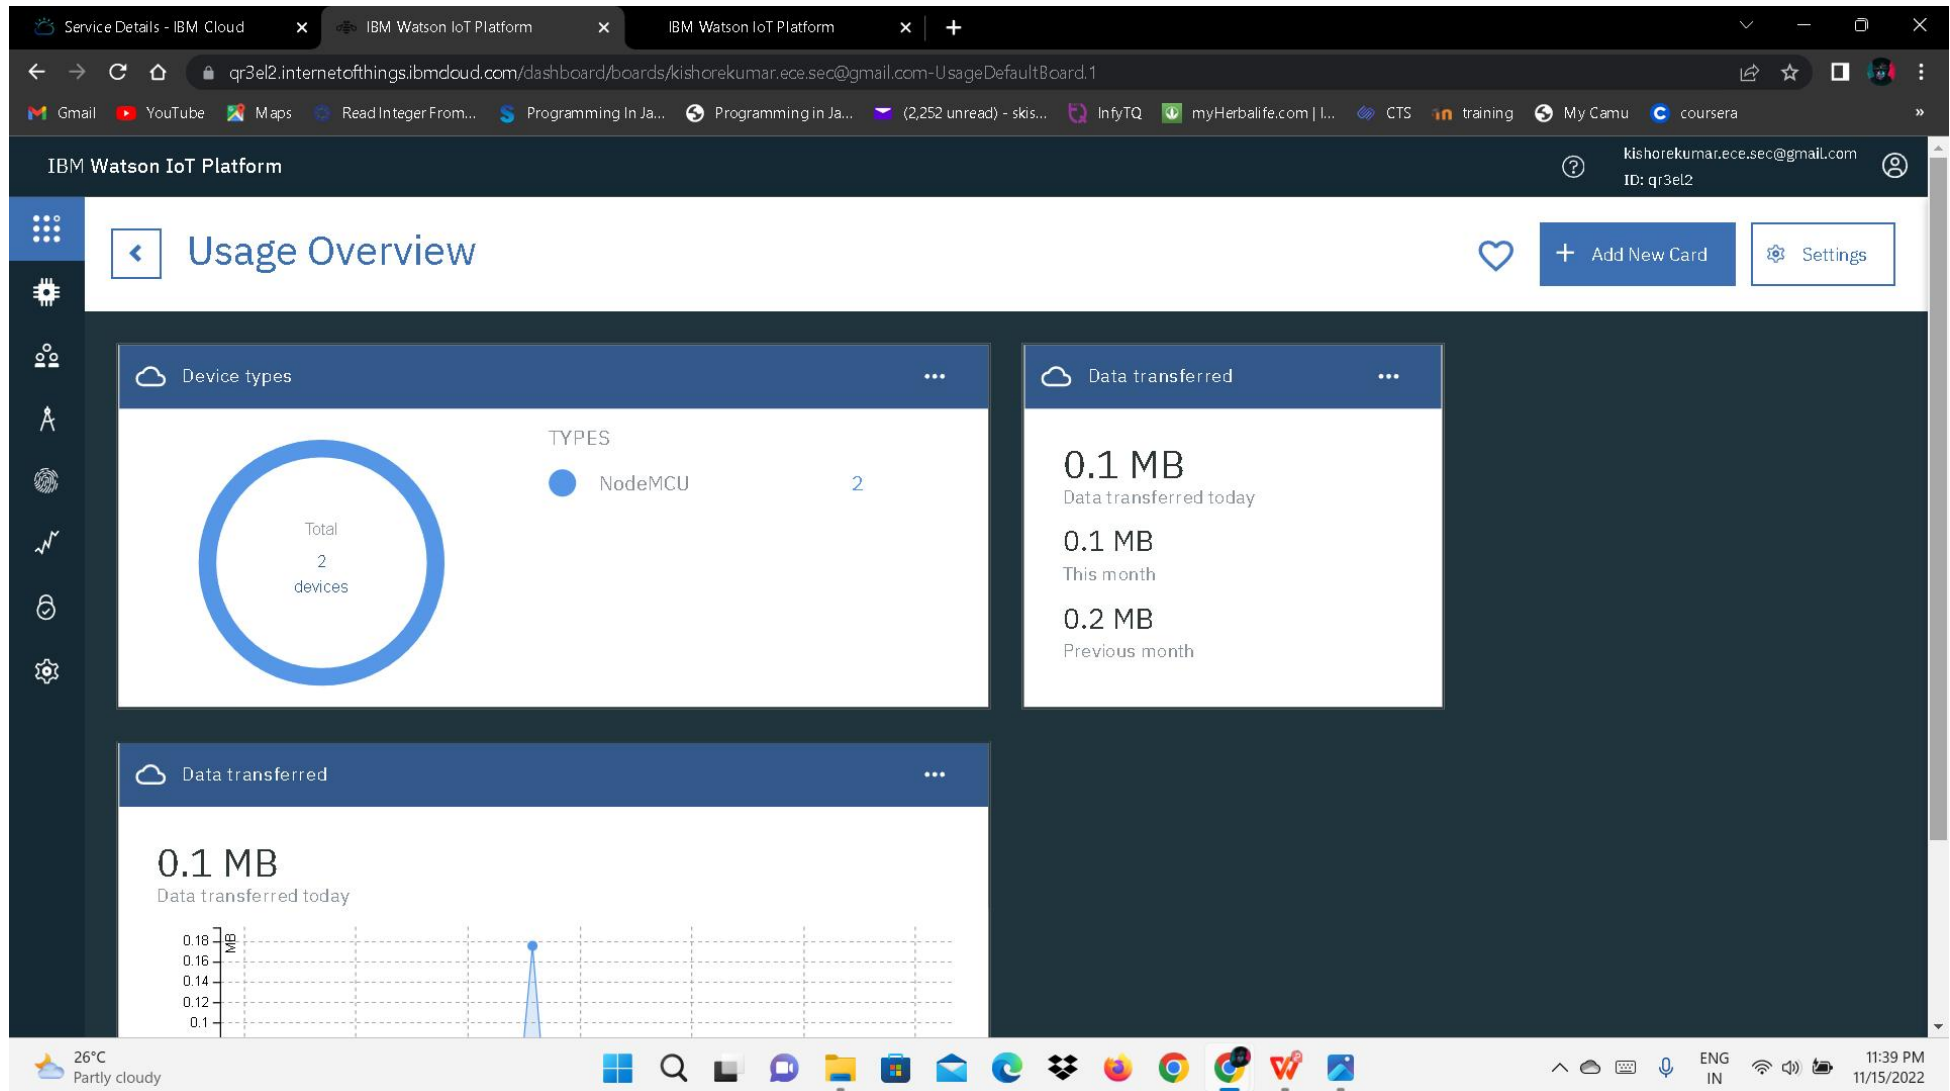 Service Details - IBM Cloud
IBM Watson IoT Platform
IBM Watson IoT Platform
qr3el2.internetofthings.ibmcloud.com/dashboard/boards/kishorekumar.ece.sec@gmail.com-UsageDefaultBoard.1
Gmail
YouTube
Maps
Read Integer From...
Programming In Ja...
Programming in Ja...
(2,252 unread) - skis...
InfyTQ
myHerbalife.com | I...
CTS
training
My Camu
coursera
»
IBM Watson IoT Platform
kishorekumar.ece.sec@gmail.com
ID: qr3el2
Usage Overview
+ Add New Card
Settings
Device types
Total
2
devices
TYPES
NodeMCU 2
Data transferred
0.1 MB
Data transferred today
0.1 MB
This month
0.2 MB
Previous month
Data transferred
0.1 MB
Data transferred today
MB
0.18
0.16
0.14
0.12
0.1
26°C
Partly cloudy
ENG
IN
11:39 PM
11/15/2022